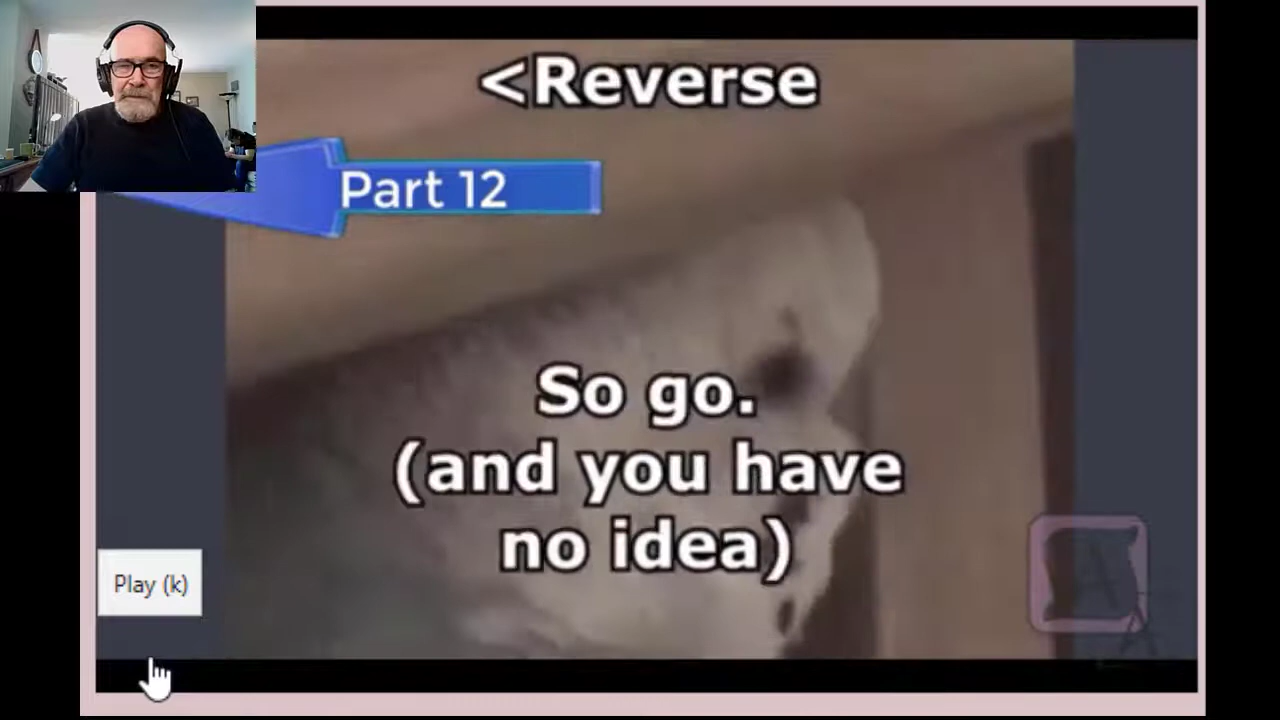 <Reverse
Part 12
So go.
(and you have
no idea)
Play (k)